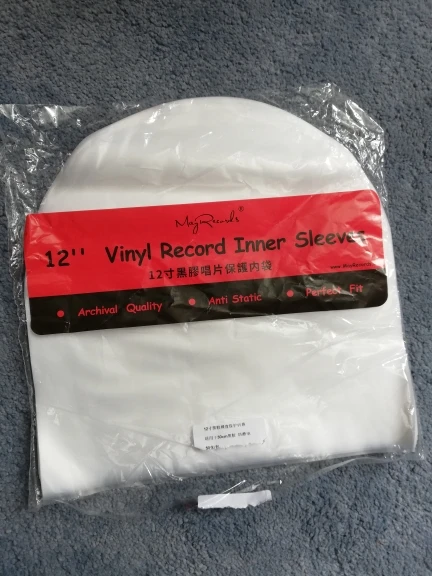 MayRecords ®
12'' Vinyl Record Inner Sleeves
12寸黑膠唱片保護內袋
• Archival Quality • Anti Static • Perfect Fit